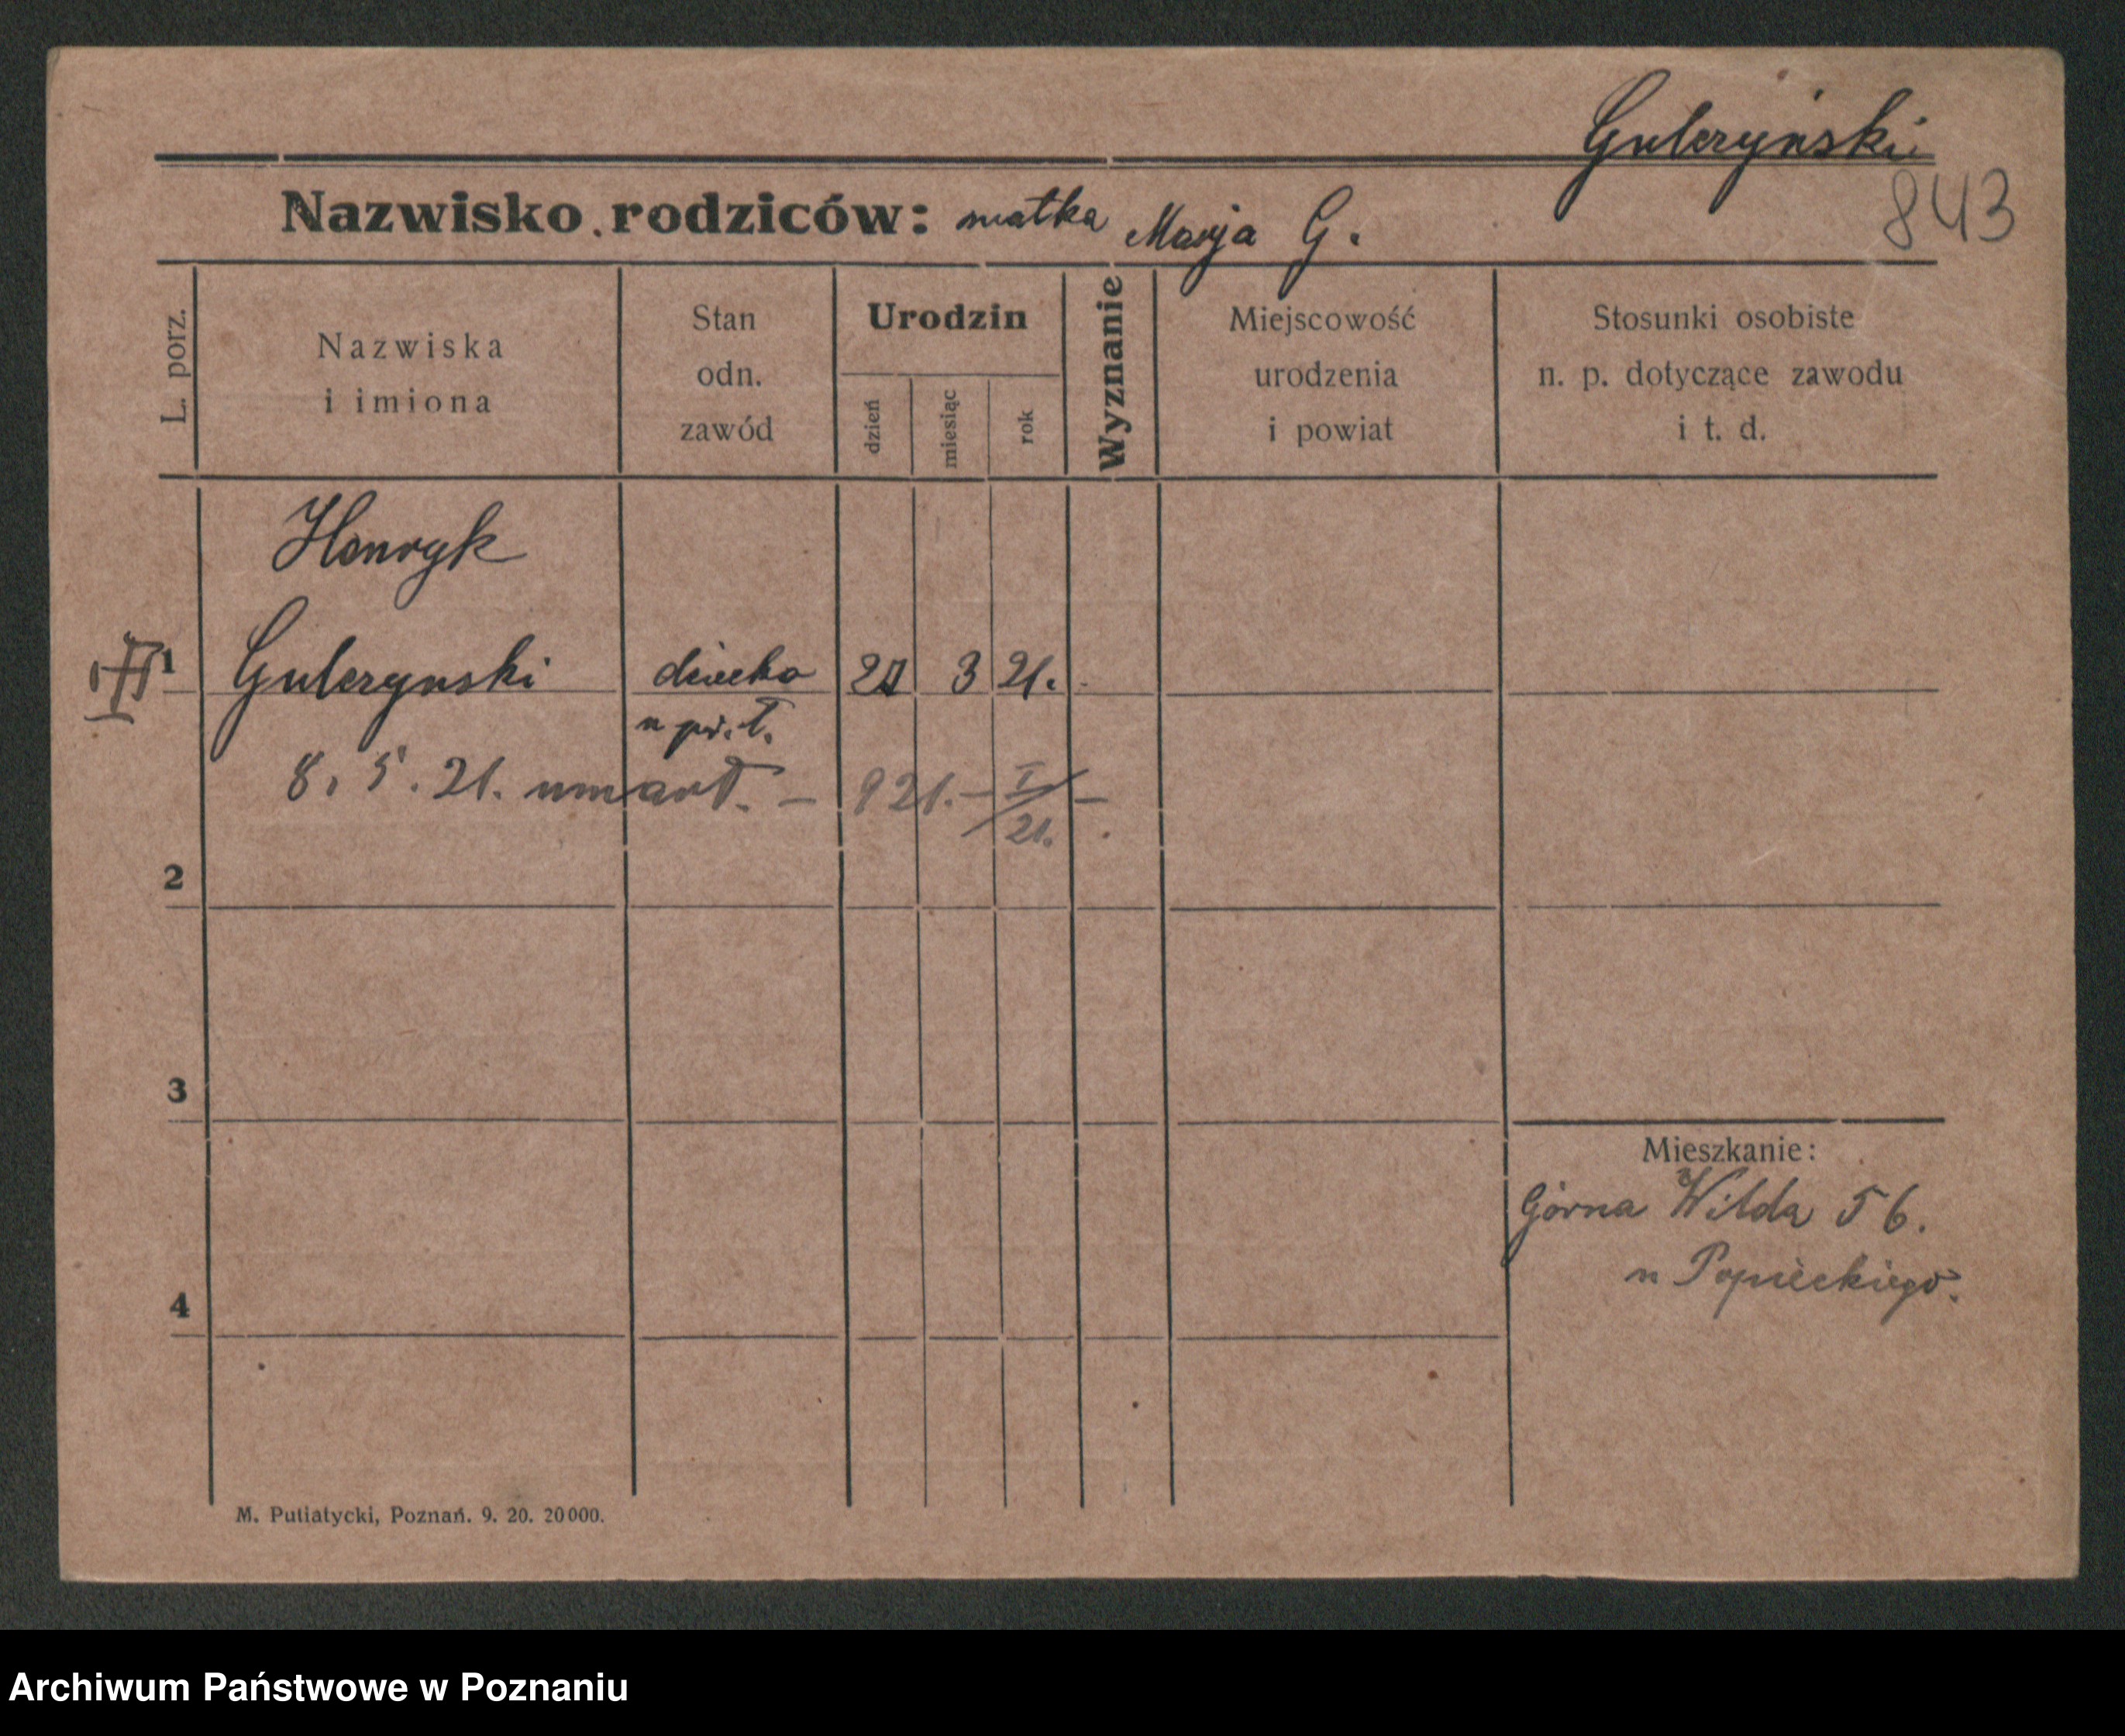 Gulczyński
843
Nazwisko rodziców: matka Marja G.
L. porz.
Nazwiska
i imiona
Stan
odn.
zawód
Urodzin
dzień
miesiąc
rok
Wyznanie
Miejscowość
urodzenia
i powiat
Stosunki osobiste
n. p. dotyczące zawodu
i t. d.
Henryk
1 Gulczynski dziecko 3 21.
8. 5. 21. umarł. – 921. – I/21. –
2
3
Mieszkanie:
Górna Wilda 56.
u Popieckiego.
4
M. Putiatycki, Poznań. 9. 20. 20000.
Archiwum Państwowe w Poznaniu